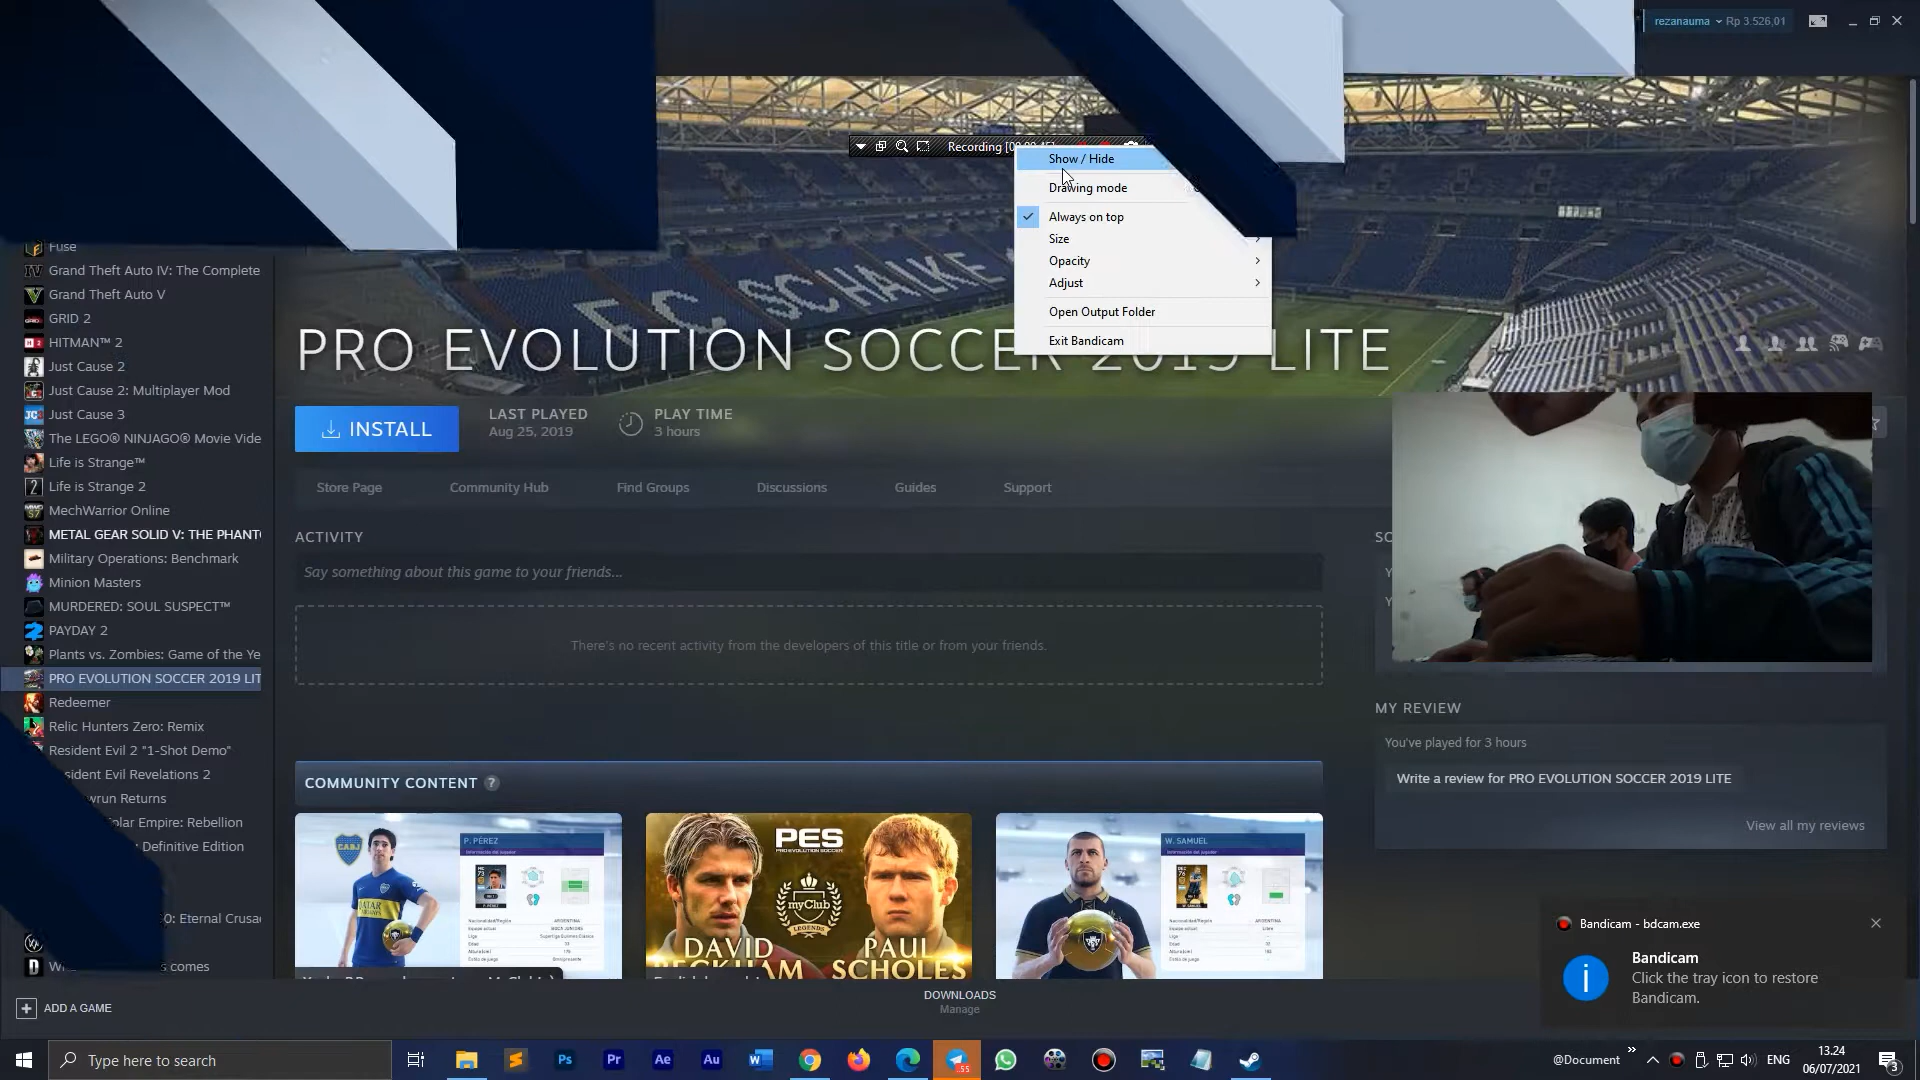 rezanauma
Rp 3.526,01
Recording
Show / Hide
Drawing mode
Always on top
Size
Opacity
Adjust
Open Output Folder
Exit Bandicam
F.C. SCHALKE
PRO EVOLUTION SOCCER 2019 LITE
INSTALL
LAST PLAYED
Aug 25, 2019
PLAY TIME
3 hours
Store Page
Community Hub
Find Groups
Discussions
Guides
Support
ACTIVITY
Say something about this game to your friends...
There's no recent activity from the developers of this title or from your friends.
Fuse
Grand Theft Auto IV: The Complete
Grand Theft Auto V
GRID 2
HITMAN™ 2
Just Cause 2
Just Cause 2: Multiplayer Mod
Just Cause 3
The LEGO® NINJAGO® Movie Vide
Life is Strange™
Life is Strange 2
MechWarrior Online
METAL GEAR SOLID V: THE PHANT
Military Operations: Benchmark
Minion Masters
MURDERED: SOUL SUSPECT™
PAYDAY 2
Plants vs. Zombies: Game of the Ye
PRO EVOLUTION SOCCER 2019 LIT
Redeemer
Relic Hunters Zero: Remix
Resident Evil 2 "1-Shot Demo"
sident Evil Revelations 2
wrun Returns
olar Empire: Rebellion
: Definitive Edition
0: Eternal Crusa
s comes
ADD A GAME
MY REVIEW
You've played for 3 hours
Write a review for PRO EVOLUTION SOCCER 2019 LITE
View all my reviews
COMMUNITY CONTENT ?
P. PÉREZ
PES
PRO EVOLUTION SOCCER
myClub
LEGENDS
DAVID BECKHAM
PAUL SCHOLES
W. SAMUEL
DOWNLOADS
Manage
Bandicam - bdcam.exe
Bandicam
Click the tray icon to restore
Bandicam.
Type here to search
@Document
ENG
13.24
06/07/2021